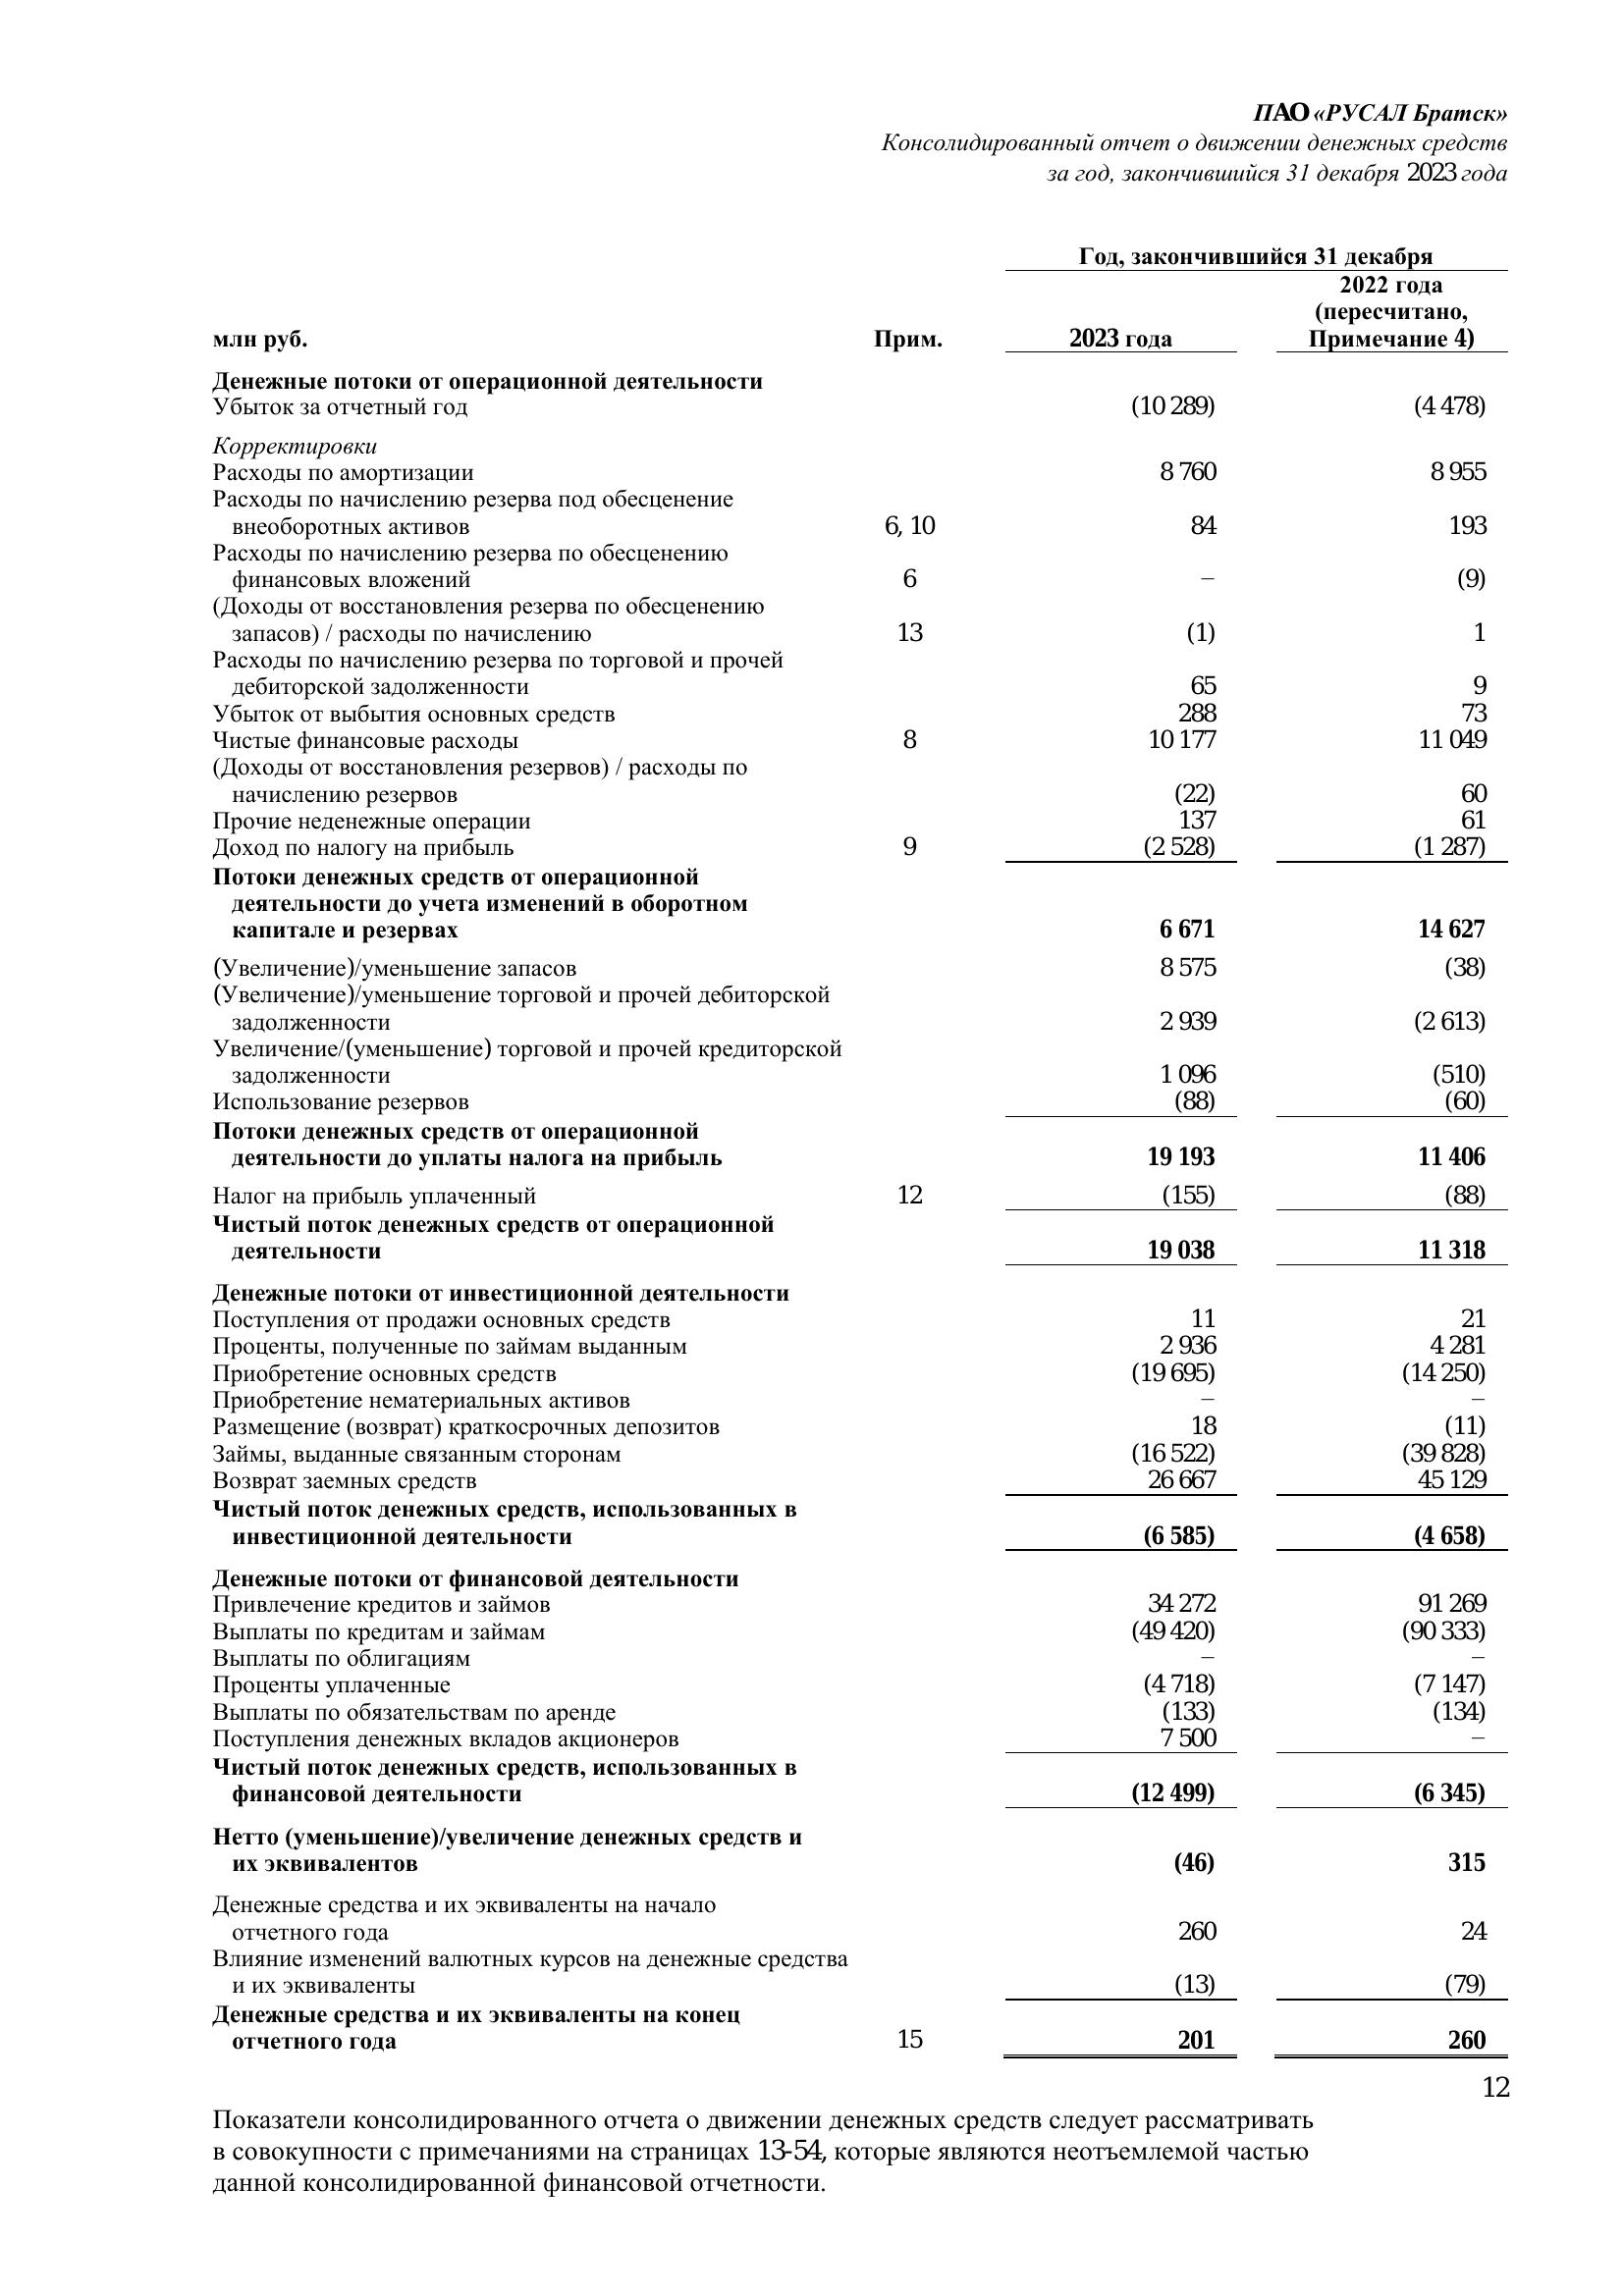 ПАО «РУСАЛ Братск»
Консолидированный отчет о движении денежных средств
за год, закончившийся 31 декабря 2023 года
Год, закончившийся 31 декабря
2022 года
(пересчитано,
млн руб. Прим. 2023 года Примечание 4)
Денежные потоки от операционной деятельности
Убыток за отчетный год (10 289) (4 478)
Корректировки
Расходы по амортизации 8 760 8 955
Расходы по начислению резерва под обесценение
внеоборотных активов 6, 10 84 193
Расходы по начислению резерва по обесценению
финансовых вложений 6 – (9)
(Доходы от восстановления резерва по обесценению
запасов) / расходы по начислению 13 (1) 1
Расходы по начислению резерва по торговой и прочей
дебиторской задолженности 65 9
Убыток от выбытия основных средств 288 73
Чистые финансовые расходы 8 10 177 11 049
(Доходы от восстановления резервов) / расходы по
начислению резервов (22) 60
Прочие неденежные операции 137 61
Доход по налогу на прибыль 9 (2 528) (1 287)
Потоки денежных средств от операционной
деятельности до учета изменений в оборотном
капитале и резервах 6 671 14 627
(Увеличение)/уменьшение запасов 8 575 (38)
(Увеличение)/уменьшение торговой и прочей дебиторской
задолженности 2 939 (2 613)
Увеличение/(уменьшение) торговой и прочей кредиторской
задолженности 1 096 (510)
Использование резервов (88) (60)
Потоки денежных средств от операционной
деятельности до уплаты налога на прибыль 19 193 11 406
Налог на прибыль уплаченный 12 (155) (88)
Чистый поток денежных средств от операционной
деятельности 19 038 11 318
Денежные потоки от инвестиционной деятельности
Поступления от продажи основных средств 11 21
Проценты, полученные по займам выданным 2 936 4 281
Приобретение основных средств (19 695) (14 250)
Приобретение нематериальных активов – –
Размещение (возврат) краткосрочных депозитов 18 (11)
Займы, выданные связанным сторонам (16 522) (39 828)
Возврат заемных средств 26 667 45 129
Чистый поток денежных средств, использованных в
инвестиционной деятельности (6 585) (4 658)
Денежные потоки от финансовой деятельности
Привлечение кредитов и займов 34 272 91 269
Выплаты по кредитам и займам (49 420) (90 333)
Выплаты по облигациям – –
Проценты уплаченные (4 718) (7 147)
Выплаты по обязательствам по аренде (133) (134)
Поступления денежных вкладов акционеров 7 500 –
Чистый поток денежных средств, использованных в
финансовой деятельности (12 499) (6 345)
Нетто (уменьшение)/увеличение денежных средств и
их эквивалентов (46) 315
Денежные средства и их эквиваленты на начало
отчетного года 260 24
Влияние изменений валютных курсов на денежные средства
и их эквиваленты (13) (79)
Денежные средства и их эквиваленты на конец
отчетного года 15 201 260
12
Показатели консолидированного отчета о движении денежных средств следует рассматривать
в совокупности с примечаниями на страницах 13-54, которые являются неотъемлемой частью
данной консолидированной финансовой отчетности.